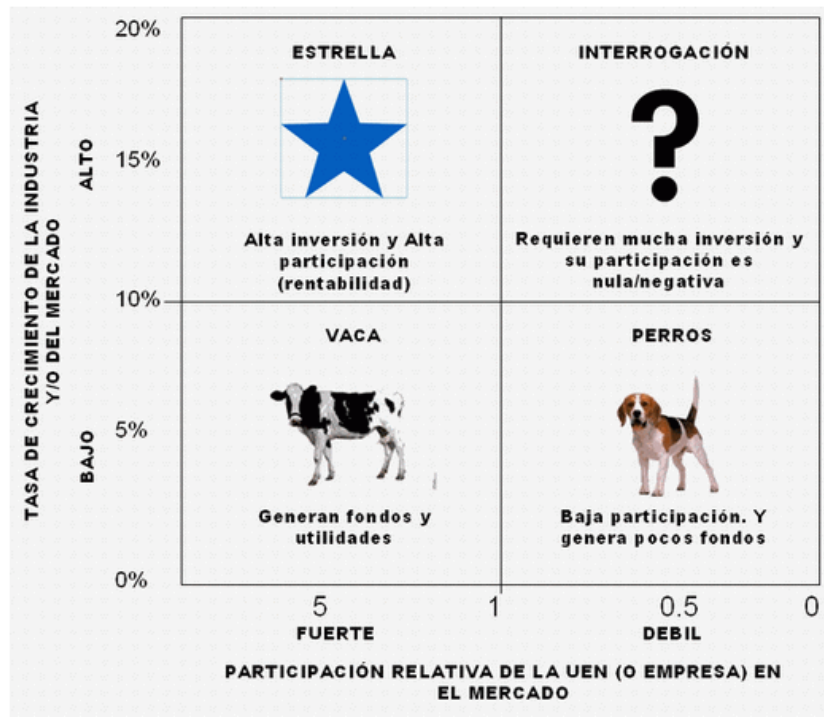 20%
ESTRELLA
INTERROGACIÓN
?
TASA DE CRECIMIENTO DE LA INDUSTRIA
Y/O DEL MERCADO
ALTO
15%
Alta inversión y Alta
participación
(rentabilidad)
Requieren mucha inversión y
su participación es
nula/negativa
10%
VACA
PERROS
BAJO
5%
Generan fondos y
utilidades
Baja participación. Y
genera pocos fondos
0%
5
1
0.5
0
FUERTE
DEBIL
PARTICIPACIÓN RELATIVA DE LA UEN (O EMPRESA) EN
EL MERCADO